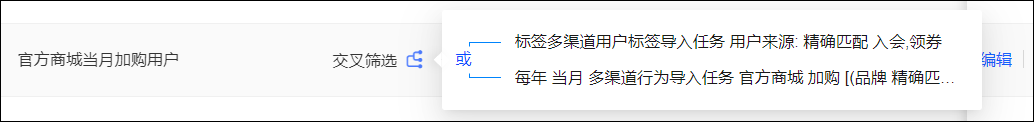 标签多渠道用户标签导入任务 用户来源: 精确匹配 入会,领券
官方商城当月加购用户 交叉筛选 或 编辑
每年 当月 多渠道行为导入任务 官方商城 加购 [(品牌 精确匹...